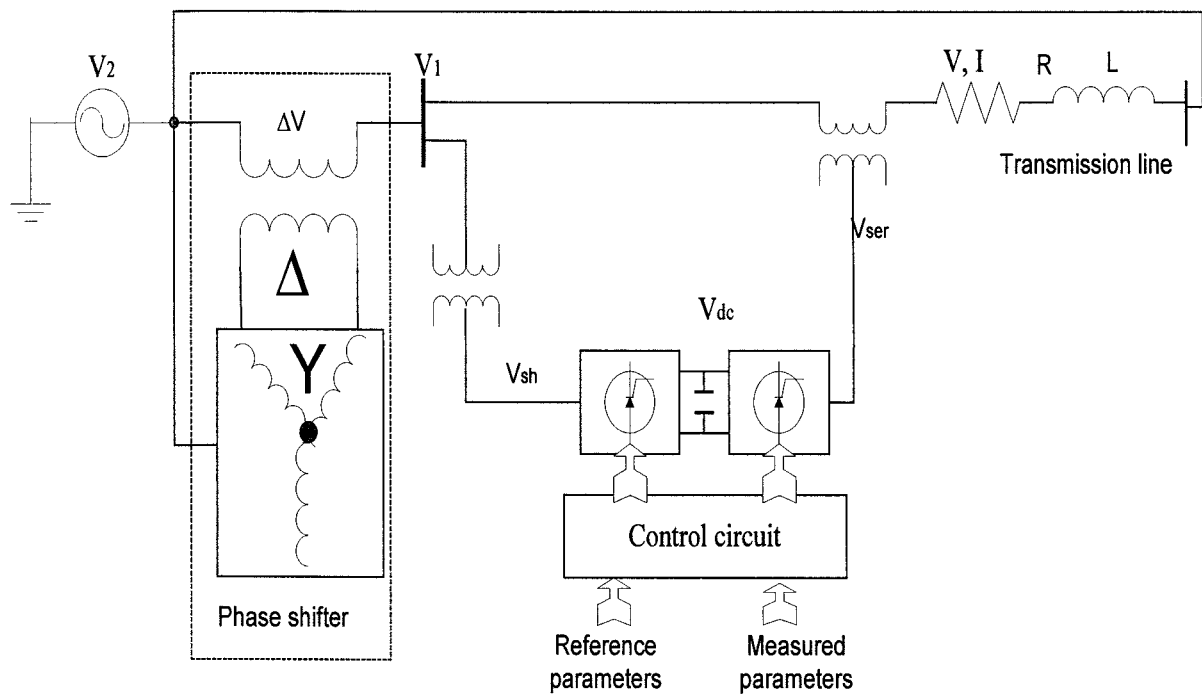 V2
ΔV
V1
V, I
R
L
Transmission line
Δ
Vser
Vdc
Y
Vsh
Control circuit
Phase shifter
Reference
parameters
Measured
parameters